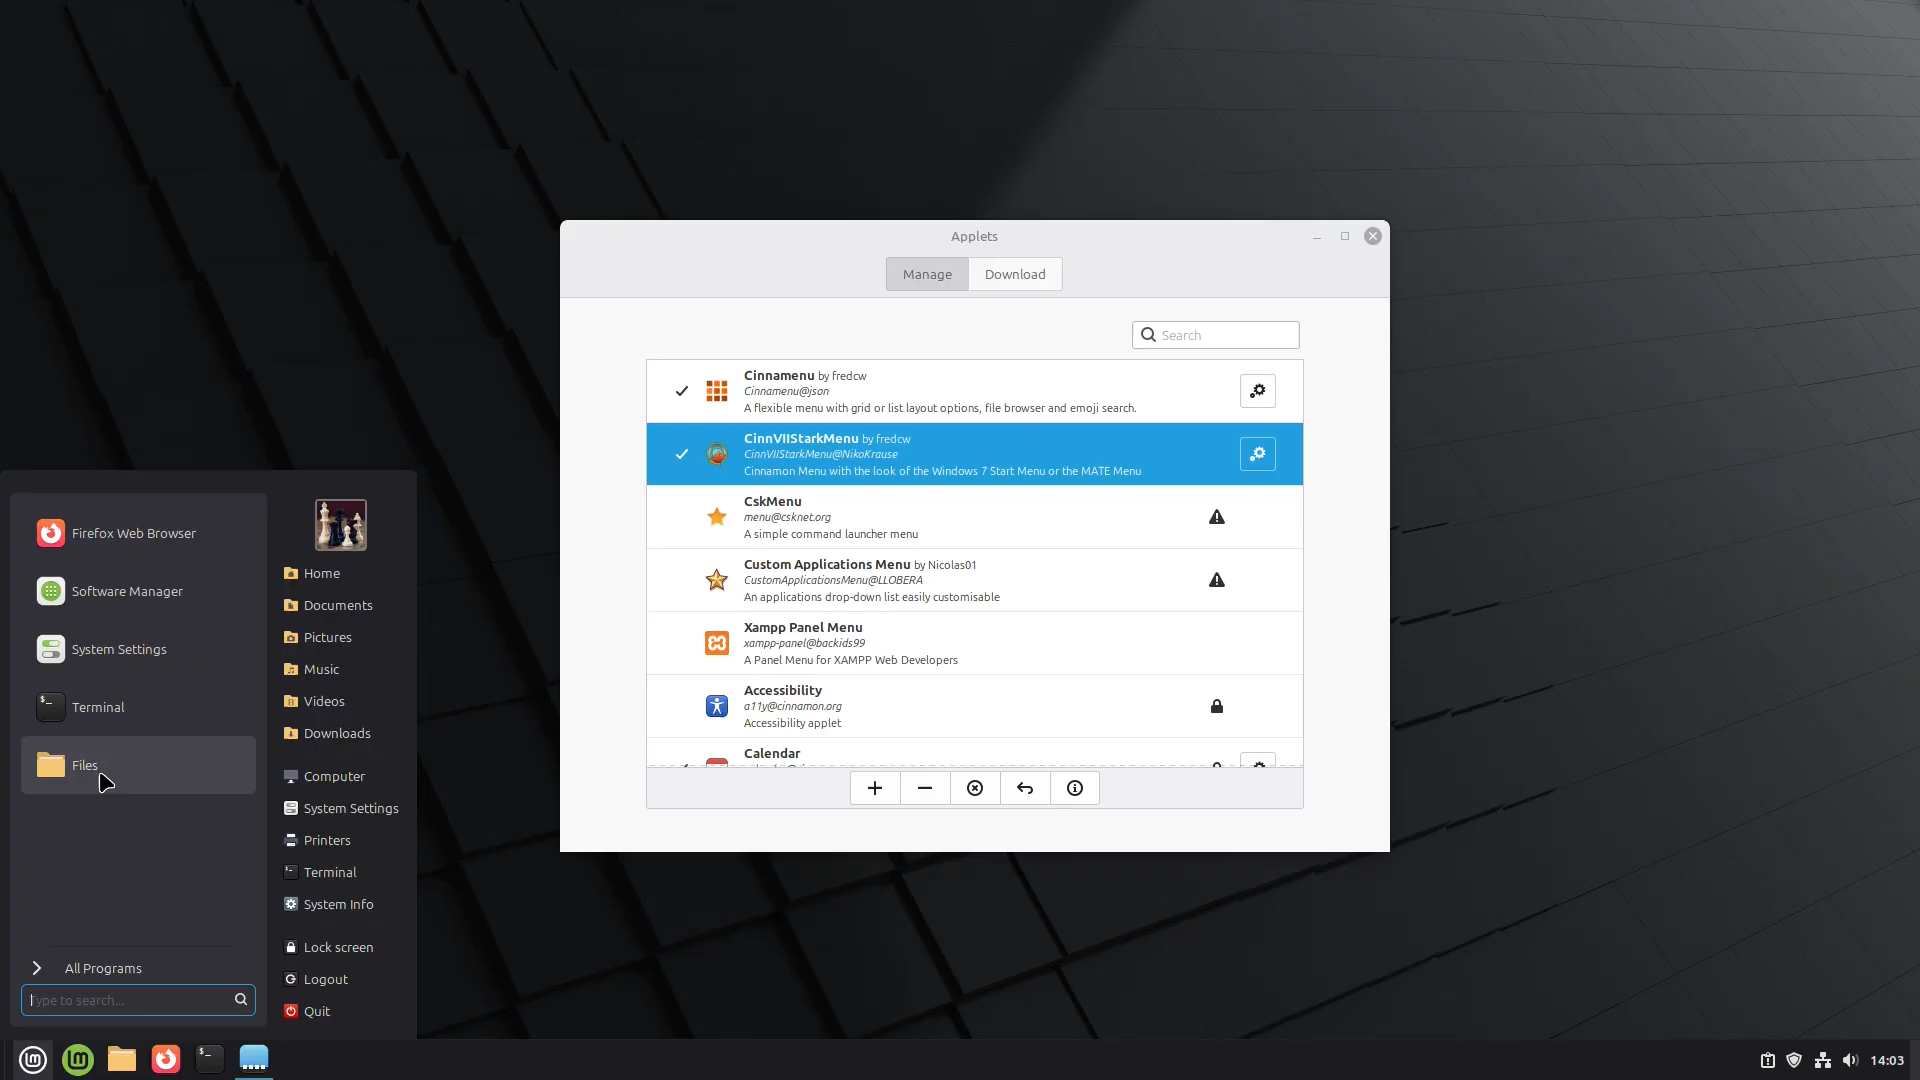 Applets
Manage
Download
Search
Cinnamenu by fredcw
Cinnamenu@json
A flexible menu with grid or list layout options, file browser and emoji search.
CinnVIIStarkMenu by fredcw
CinnVIIStarkMenu@NikoKrause
Cinnamon Menu with the look of the Windows 7 Start Menu or the MATE Menu
CskMenu
menu@csknet.org
A simple command launcher menu
Custom Applications Menu by Nicolas01
CustomApplicationsMenu@LLOBERA
An applications drop-down list easily customisable
Xampp Panel Menu
xampp-panel@backids99
A Panel Menu for XAMPP Web Developers
Accessibility
a11y@cinnamon.org
Accessibility applet
Calendar
Firefox Web Browser
Software Manager
System Settings
Terminal
Files
All Programs
Type to search...
Home
Documents
Pictures
Music
Videos
Downloads
Computer
System Settings
Printers
Terminal
System Info
Lock screen
Logout
Quit
14:03